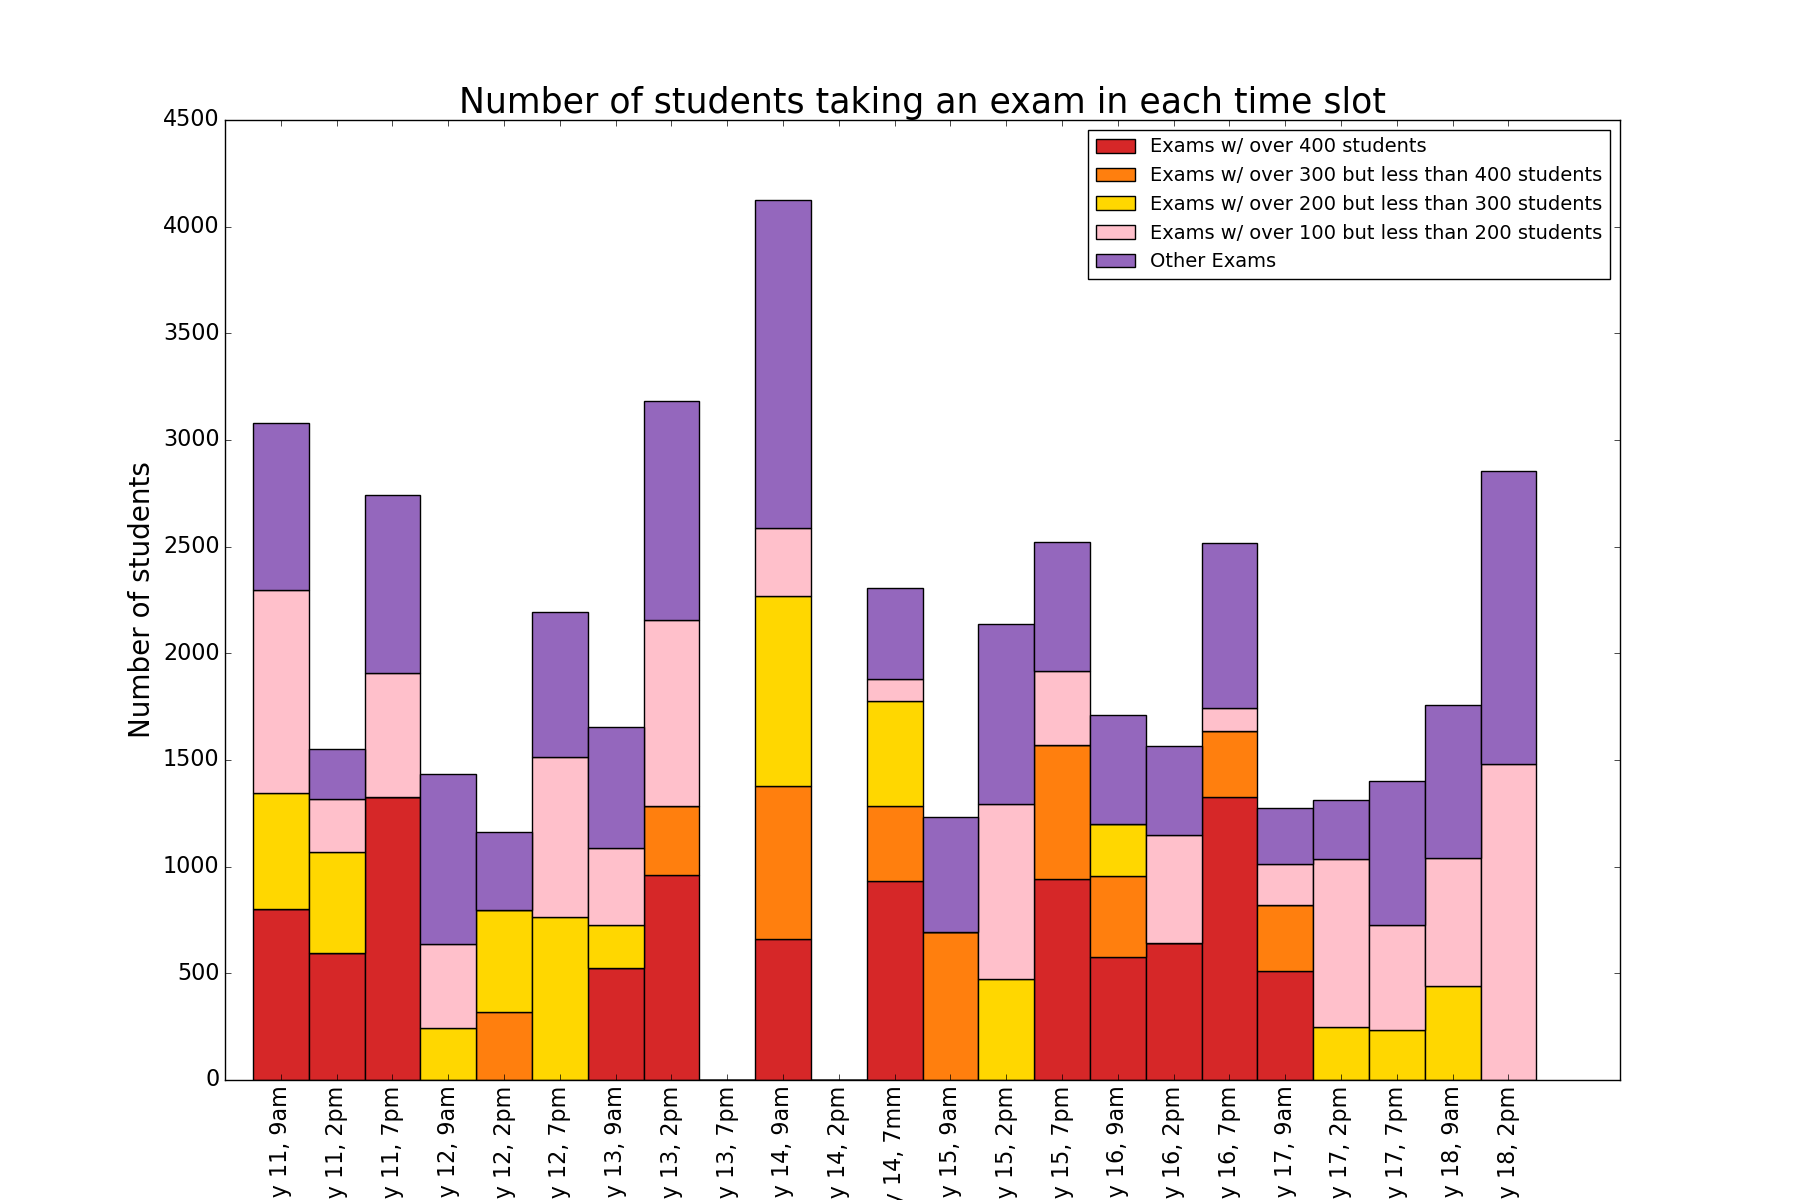 Number of students taking an exam in each time slot
Number of students
4500
4000
3500
3000
2500
2000
1500
1000
500
0
Exams w/ over 400 students
Exams w/ over 300 but less than 400 students
Exams w/ over 200 but less than 300 students
Exams w/ over 100 but less than 200 students
Other Exams
y 11, 9am
y 11, 2pm
y 11, 7pm
y 12, 9am
y 12, 2pm
y 12, 7pm
y 13, 9am
y 13, 2pm
y 13, 7pm
y 14, 9am
y 14, 2pm
y 14, 7mm
y 15, 9am
y 15, 2pm
y 15, 7pm
y 16, 9am
y 16, 2pm
y 16, 7pm
y 17, 9am
y 17, 2pm
y 17, 7pm
y 18, 9am
y 18, 2pm